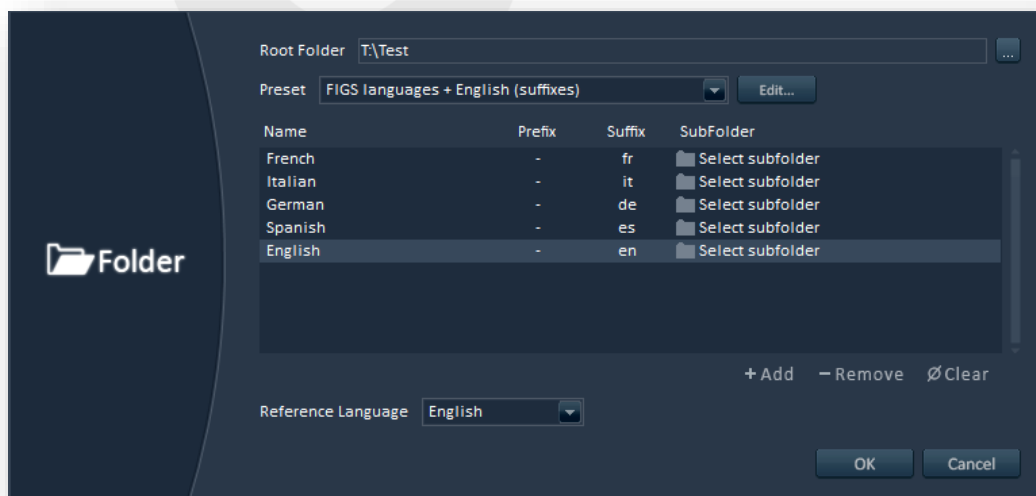 Root Folder T:\Test ...
Preset FIGS languages + English (suffixes) Edit...
Name Prefix Suffix SubFolder
French - fr Select subfolder
Italian - it Select subfolder
German - de Select subfolder
Spanish - es Select subfolder
English - en Select subfolder
Folder
+ Add − Remove Ø Clear
Reference Language English
OK Cancel